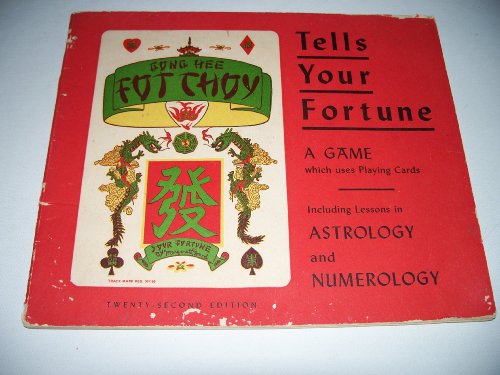 GONG HEE
FOT CHOY
發
YOUR FORTUNE
TRADE MARK REG.
TWENTY-SECOND EDITION
Tells
Your
Fortune
A GAME
which uses Playing Cards
Including Lessons in
ASTROLOGY
and
NUMEROLOGY